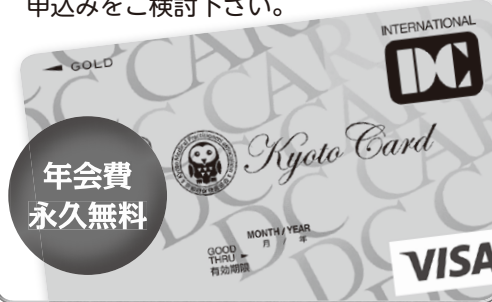 申込みをご検討下さい。
INTERNATIONAL
DC
GOLD
Kyoto Card
年会費
永久無料
MONTH / YEAR
月 / 年
GOOD
THRU
有効期限
VISA